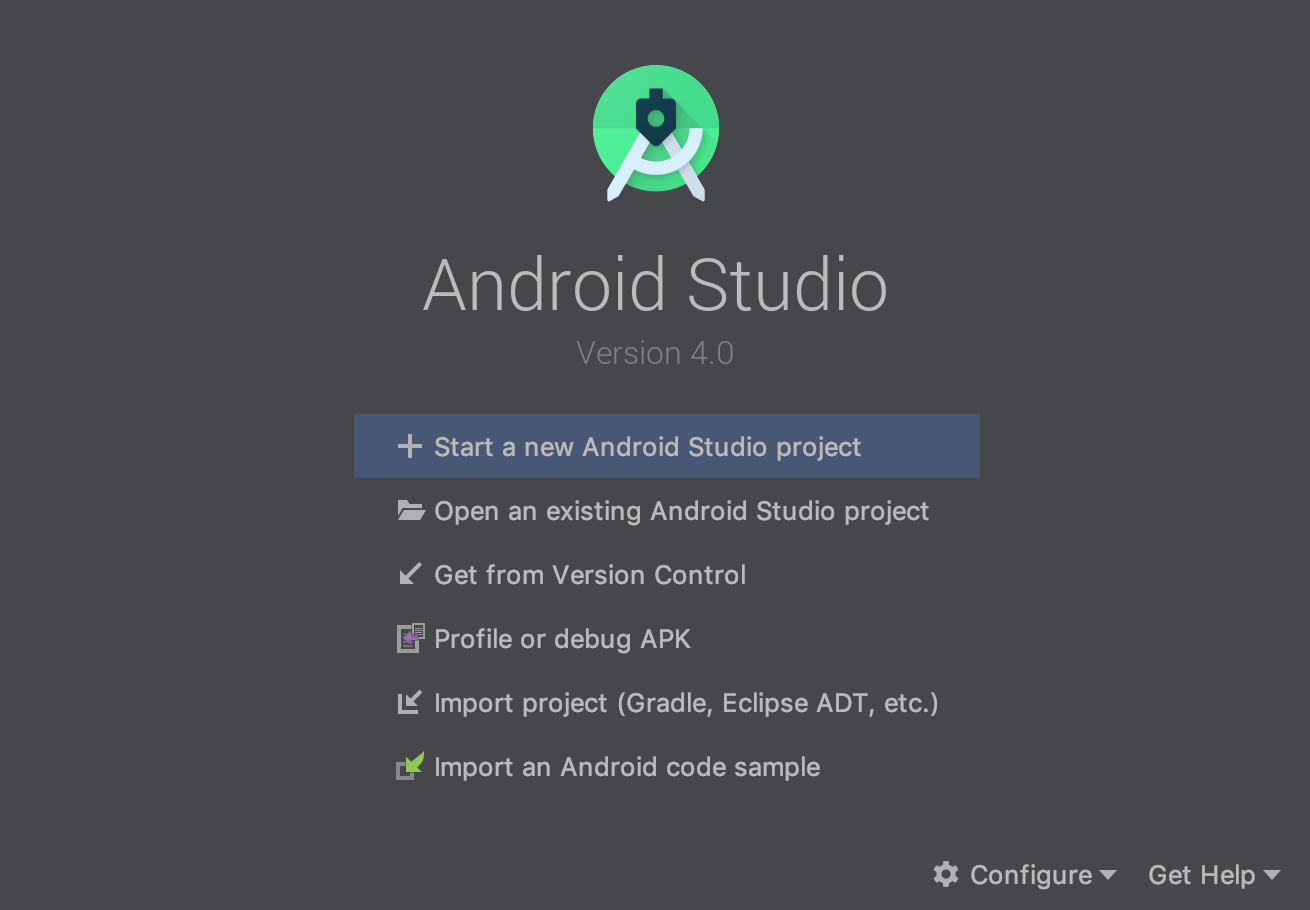 Android Studio
Version 4.0
Start a new Android Studio project
Open an existing Android Studio project
Get from Version Control
Profile or debug APK
Import project (Gradle, Eclipse ADT, etc.)
Import an Android code sample
Configure Get Help